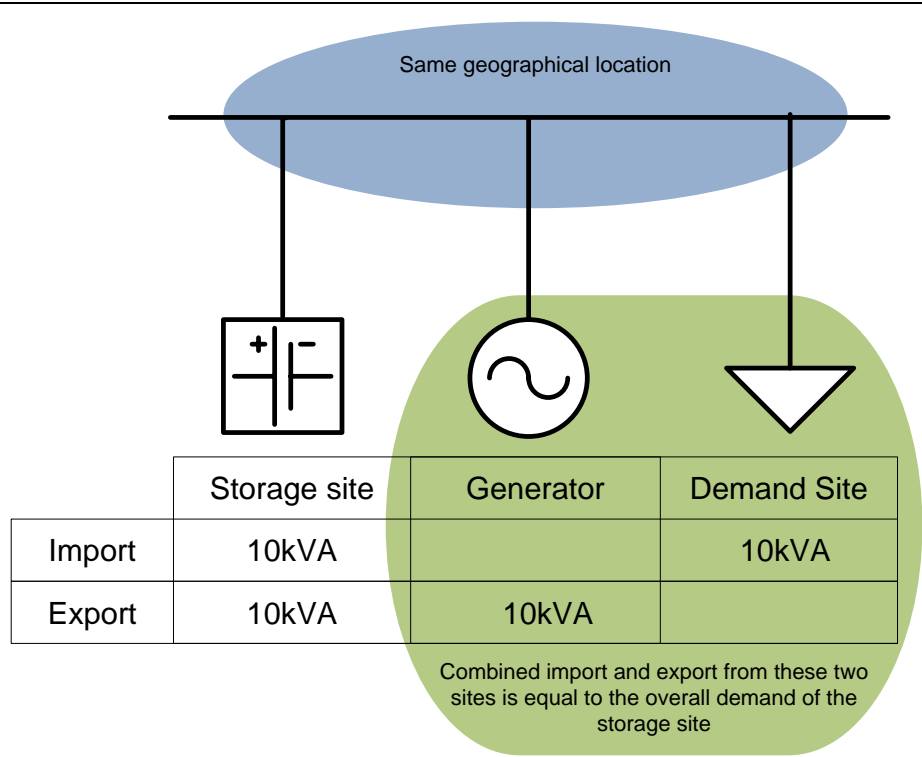 Same geographical location
+ −
Storage site Generator Demand Site
Import 10kVA 10kVA
Export 10kVA 10kVA
Combined import and export from these two
sites is equal to the overall demand of the
storage site